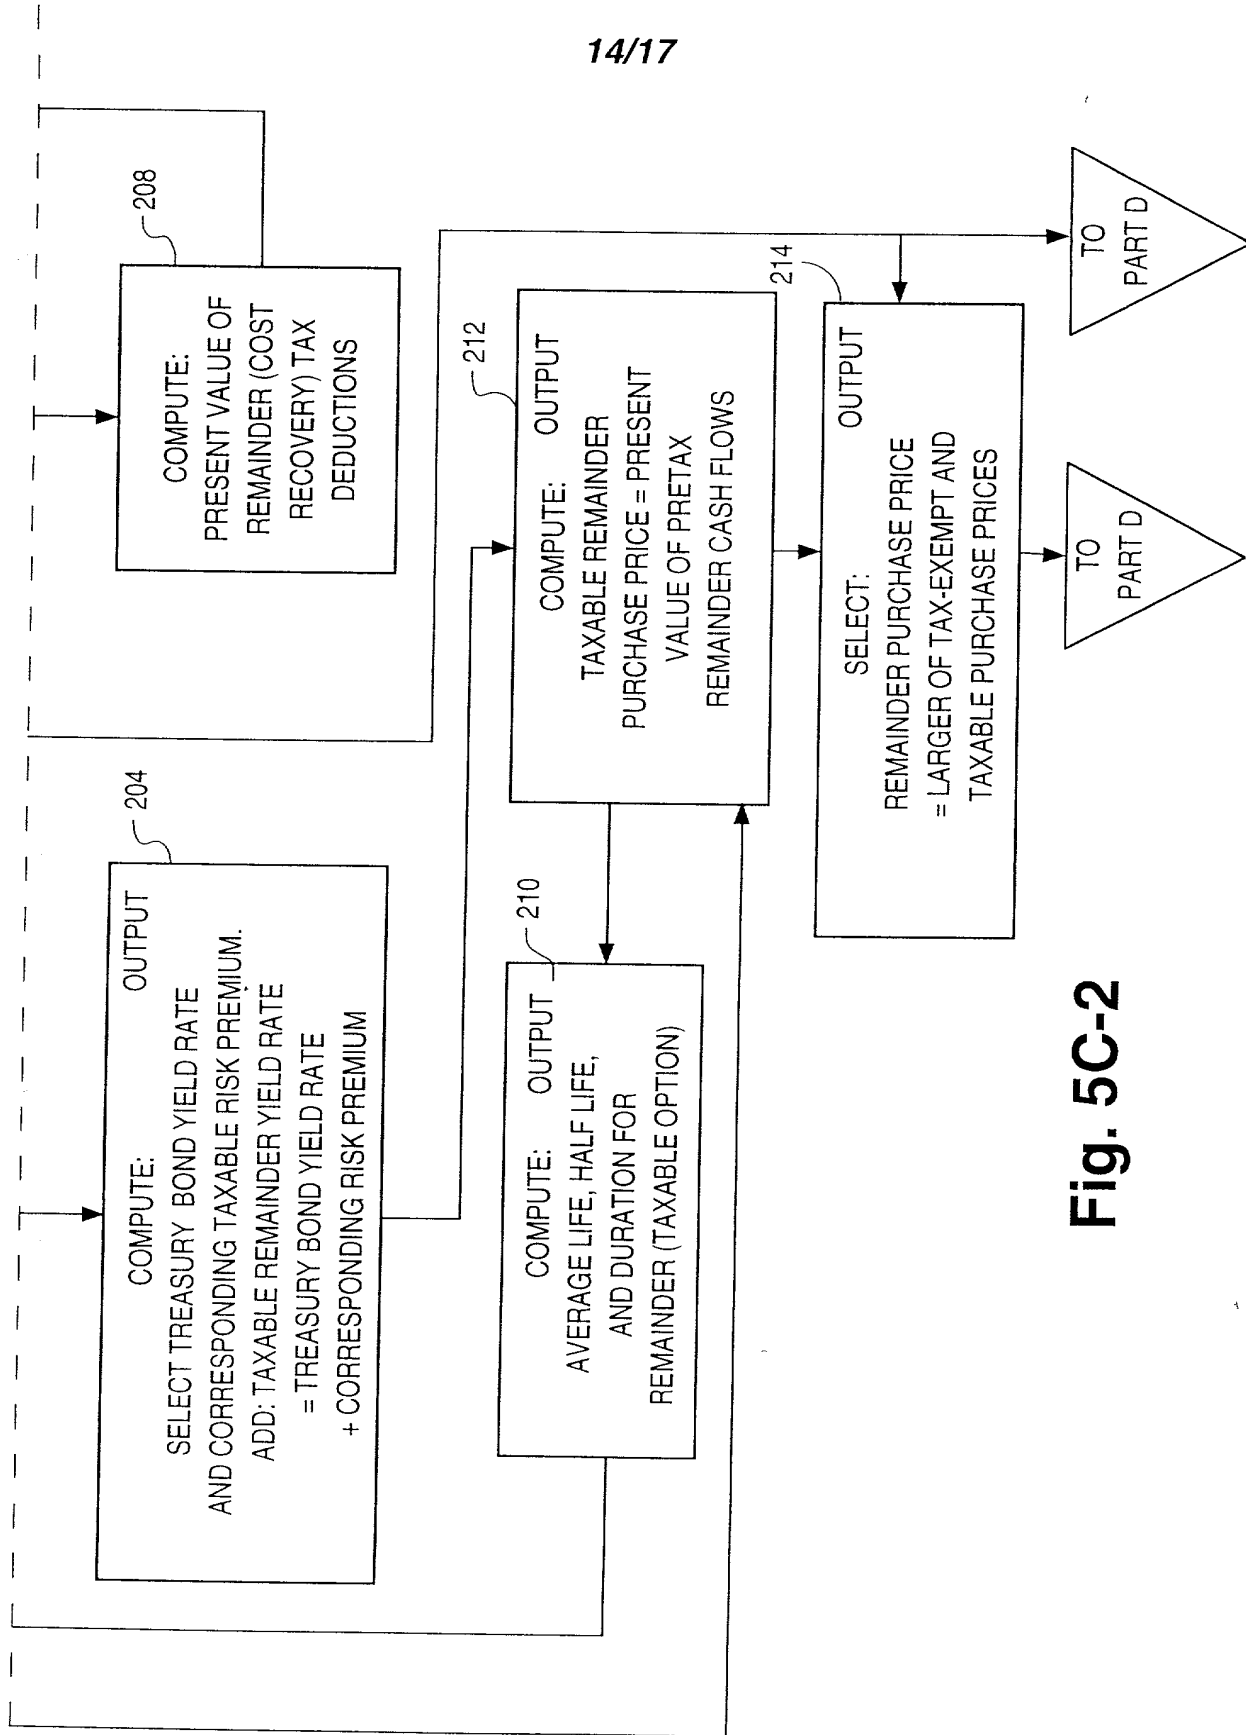 14/17
COMPUTE:
PRESENT VALUE OF
REMAINDER (COST
RECOVERY) TAX
DEDUCTIONS
208
COMPUTE: OUTPUT
SELECT TREASURY BOND YIELD RATE
AND CORRESPONDING TAXABLE RISK PREMIUM.
ADD: TAXABLE REMAINDER YIELD RATE
= TREASURY BOND YIELD RATE
+ CORRESPONDING RISK PREMIUM
204
COMPUTE: OUTPUT
TAXABLE REMAINDER
PURCHASE PRICE = PRESENT
VALUE OF PRETAX
REMAINDER CASH FLOWS
212
COMPUTE: OUTPUT
AVERAGE LIFE, HALF LIFE,
AND DURATION FOR
REMAINDER (TAXABLE OPTION)
210
SELECT: OUTPUT
REMAINDER PURCHASE PRICE
= LARGER OF TAX-EXEMPT AND
TAXABLE PURCHASE PRICES
214
TO
PART D
TO
PART D
Fig. 5C-2